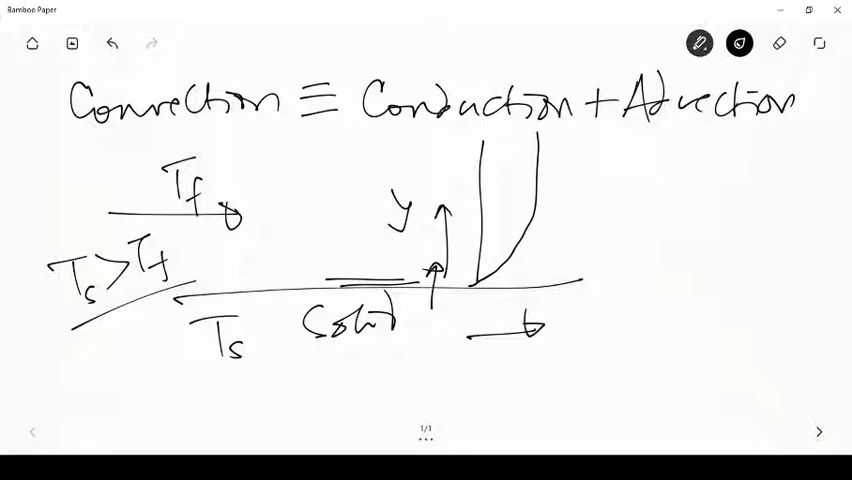 Bamboo Paper
Convection ≡ Conduction + Advection
T_f
y
T_s > T_f
Solid
T_s
1/1